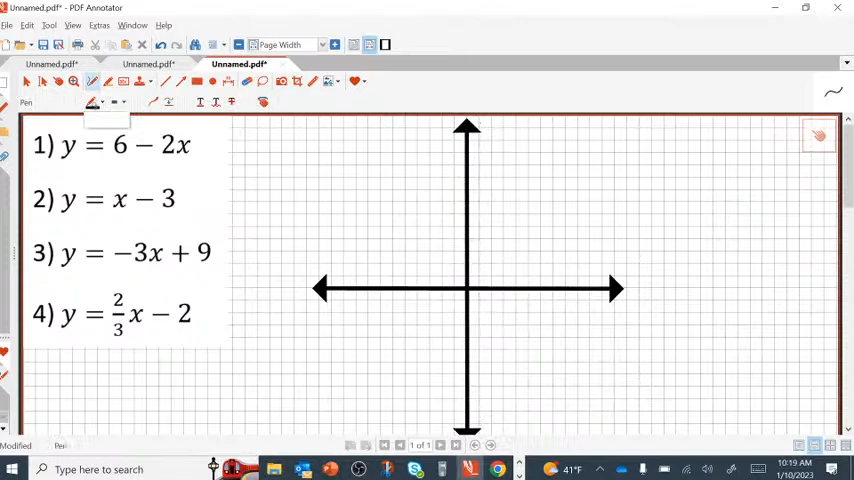 Unnamed.pdf* - PDF Annotator
File Edit Tool View Extras Window Help
Page Width
Unnamed.pdf* Unnamed.pdf* Unnamed.pdf*
Pen
1) y = 6 − 2x
2) y = x − 3
3) y = −3x + 9
4) y = 2/3 x − 2
1 of 1
Modified Pen
Type here to search
41°F
10:19 AM
1/10/2023